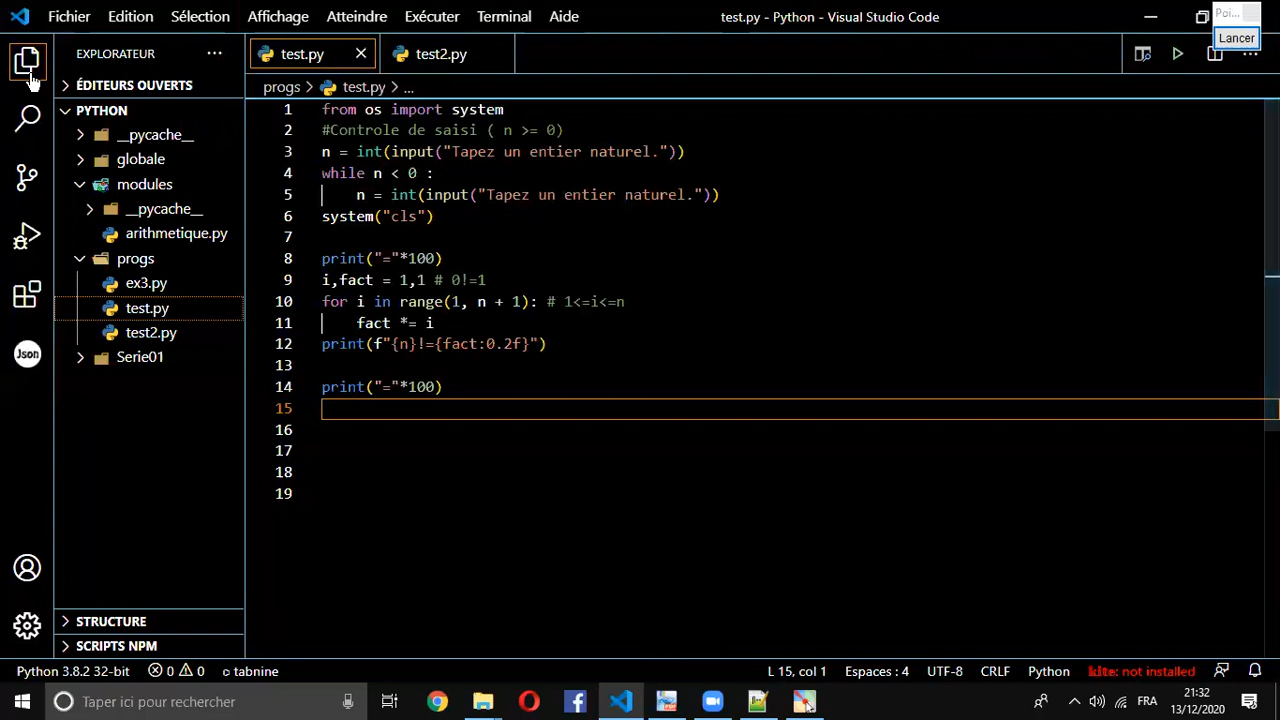 Fichier Edition Sélection Affichage Atteindre Exécuter Terminal Aide test.py - Python - Visual Studio Code
Poi...
Lancer
EXPLORATEUR ...
test.py test2.py
ÉDITEURS OUVERTS
progs > test.py > ...
PYTHON
__pycache__
globale
modules
__pycache__
arithmetique.py
progs
ex3.py
test.py
test2.py
Serie01
STRUCTURE
SCRIPTS NPM
Json
1 from os import system
2 #Controle de saisi ( n >= 0)
3 n = int(input("Tapez un entier naturel."))
4 while n < 0 :
5 n = int(input("Tapez un entier naturel."))
6 system("cls")
7
8 print("="*100)
9 i,fact = 1,1 # 0!=1
10 for i in range(1, n + 1): # 1<=i<=n
11 fact *= i
12 print(f"{n}!={fact:0.2f}")
13
14 print("="*100)
15
16
17
18
19
Python 3.8.2 32-bit 0 0 tabnine L 15, col 1 Espaces : 4 UTF-8 CRLF Python kite: not installed
Taper ici pour rechercher FRA 21:32
13/12/2020